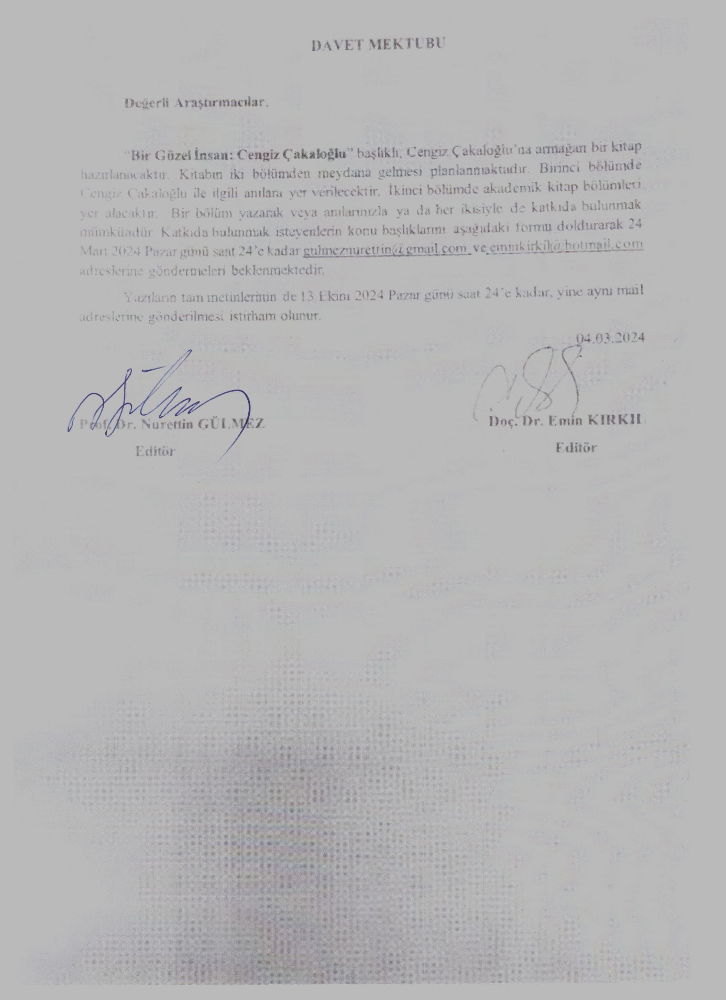 DAVET MEKTUBU
Değerli Araştırmacılar,
“Bir Güzel İnsan: Cengiz Çakaloğlu” başlıklı, Cengiz Çakaloğlu’na armağan bir kitap
hazırlanacaktır. Kitabın iki bölümden meydana gelmesi planlanmaktadır. Birinci bölümde
Cengiz Çakaloğlu ile ilgili anılara yer verilecektir. İkinci bölümde akademik kitap bölümleri
yer alacaktır. Bir bölüm yazarak veya anılarınızla ya da her ikisiyle de katkıda bulunmak
mümkündür. Katkıda bulunmak isteyenlerin konu başlıklarını aşağıdaki formu doldurarak 24
Mart 2024 Pazar günü saat 24’e kadar gulmeznurettin@gmail.com ve eminkirkil@hotmail.com
adreslerine göndermeleri beklenmektedir.
Yazıların tam metinlerinin de 13 Ekim 2024 Pazar günü saat 24’e kadar, yine aynı mail
adreslerine gönderilmesi istirham olunur.
04.03.2024
Prof. Dr. Nurettin GÜLMEZ Doç. Dr. Emin KIRKIL
Editör Editör